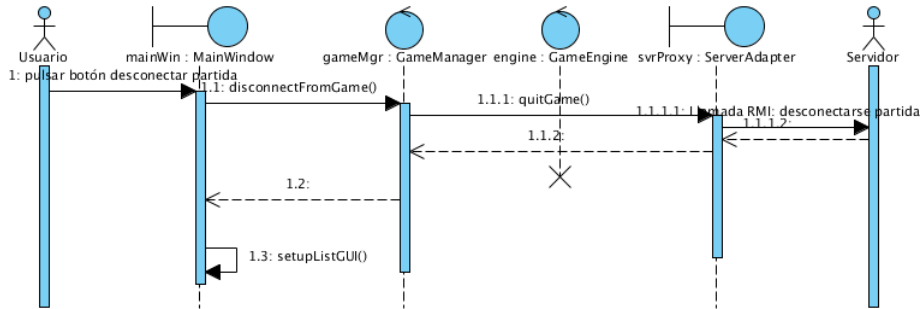 Usuario
mainWin : MainWindow
gameMgr : GameManager
engine : GameEngine
svrProxy : ServerAdapter
Servidor
1: pulsar botón desconectar partida
1.1: disconnectFromGame()
1.1.1: quitGame()
1.1.1.1: Llamada RMI: desconectarse partida
1.1.1.2:
1.1.2:
1.2:
1.3: setupListGUI()